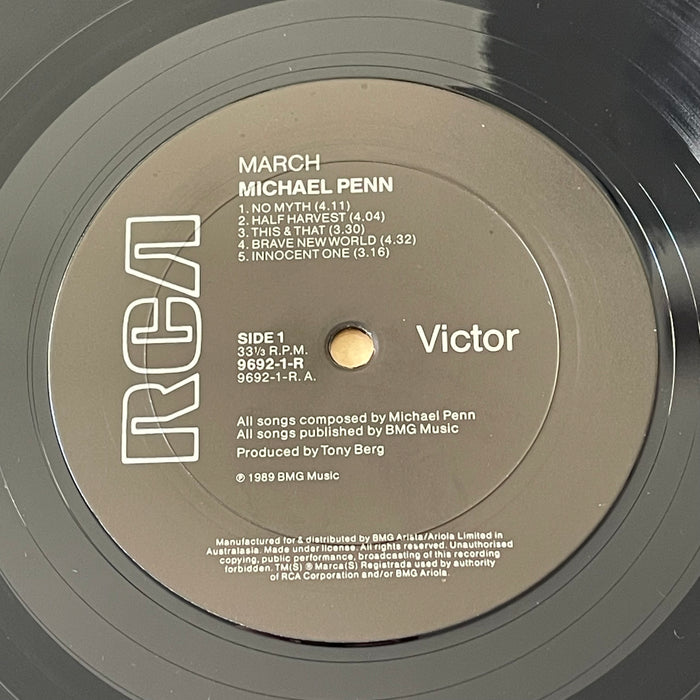 MARCH
MICHAEL PENN
1. NO MYTH (4.11)
2. HALF HARVEST (4.04)
3. THIS & THAT (3.30)
4. BRAVE NEW WORLD (4.32)
5. INNOCENT ONE (3.16)
RCA
SIDE 1
33⅓ R.P.M.
9692-1-R
9692-1-R. A.
Victor
All songs composed by Michael Penn
All songs published by BMG Music
Produced by Tony Berg
℗ 1989 BMG Music
Manufactured for & distributed by BMG Arista/Ariola Limited in
Australasia. Made under license. All rights reserved. Unauthorised
copying, public performance, broadcasting of this recording
forbidden. TM(S) ® Marca(S) Registrada used by authority
of RCA Corporation and/or BMG Ariola.